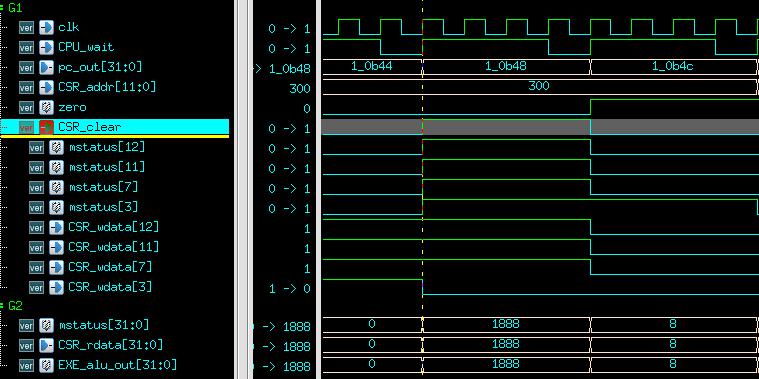 G1
ver clk 0 -> 1
ver CPU_wait 0 -> 1
ver pc_out[31:0] -> 1_0b48 1_0b44 1_0b48 1_0b4c
ver CSR_addr[11:0] 300 300
ver zero 0
ver CSR_clear 0 -> 1
ver mstatus[12] 0 -> 1
ver mstatus[11] 0 -> 1
ver mstatus[7] 0 -> 1
ver mstatus[3] 0 -> 1
ver CSR_wdata[12] 1
ver CSR_wdata[11] 1
ver CSR_wdata[7] 1
ver CSR_wdata[3] 1 -> 0
G2
ver mstatus[31:0] -> 1888 0 1888 8
ver CSR_rdata[31:0] -> 1888 0 1888 8
ver EXE_alu_out[31:0] -> 1888 0 1888 8